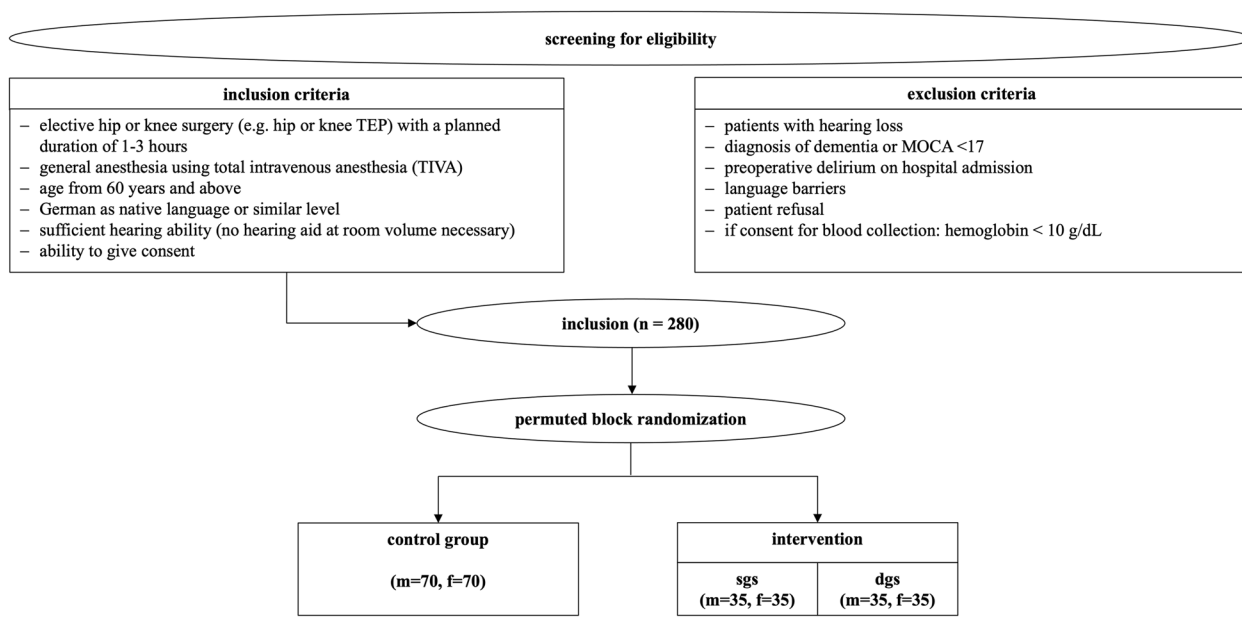 screening for eligibility
inclusion criteria
– elective hip or knee surgery (e.g. hip or knee TEP) with a planned
duration of 1-3 hours
– general anesthesia using total intravenous anesthesia (TIVA)
– age from 60 years and above
– German as native language or similar level
– sufficient hearing ability (no hearing aid at room volume necessary)
– ability to give consent
exclusion criteria
– patients with hearing loss
– diagnosis of dementia or MOCA <17
– preoperative delirium on hospital admission
– language barriers
– patient refusal
– if consent for blood collection: hemoglobin < 10 g/dL
inclusion (n = 280)
permuted block randomization
control group
(m=70, f=70)
intervention
sgs
(m=35, f=35)
dgs
(m=35, f=35)